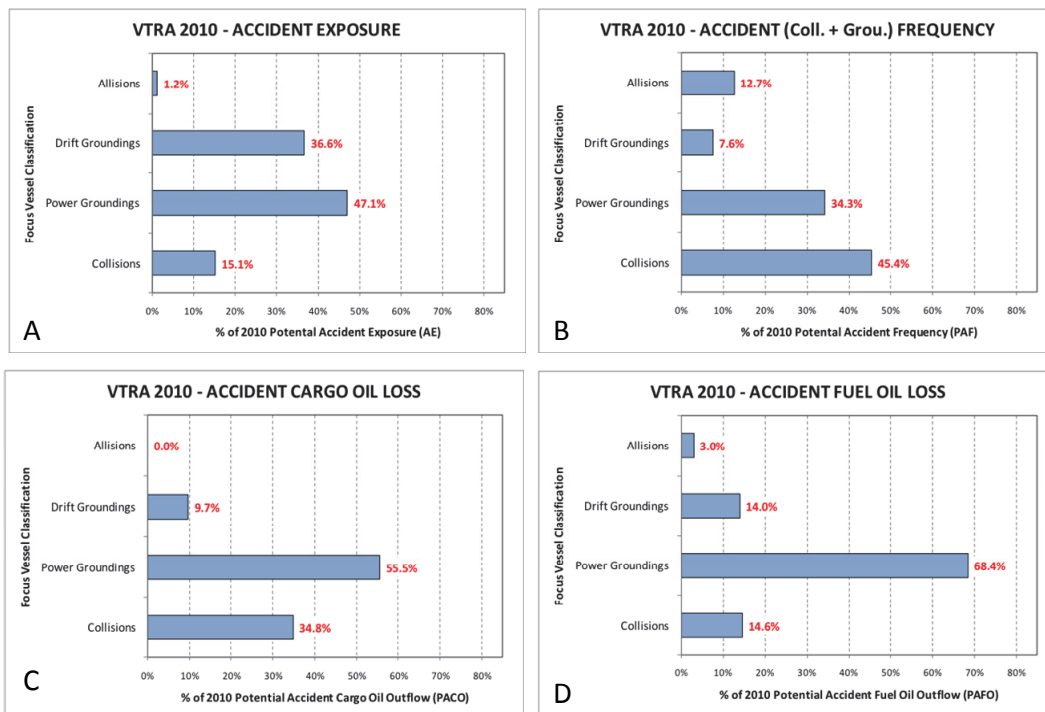 VTRA 2010 - ACCIDENT EXPOSURE
Focus Vessel Classification
Allisions
1.2%
Drift Groundings
36.6%
Power Groundings
47.1%
Collisions
15.1%
0% 10% 20% 30% 40% 50% 60% 70% 80%
% of 2010 Potental Accident Exposure (AE)
A
VTRA 2010 - ACCIDENT (Coll. + Grou.) FREQUENCY
Focus Vessel Classification
Allisions
12.7%
Drift Groundings
7.6%
Power Groundings
34.3%
Collisions
45.4%
0% 10% 20% 30% 40% 50% 60% 70% 80%
% of 2010 Potental Accident Frequency (PAF)
B
VTRA 2010 - ACCIDENT CARGO OIL LOSS
Focus Vessel Classification
Allisions
0.0%
Drift Groundings
9.7%
Power Groundings
55.5%
Collisions
34.8%
0% 10% 20% 30% 40% 50% 60% 70% 80%
% of 2010 Potential Accident Cargo Oil Outflow (PACO)
C
VTRA 2010 - ACCIDENT FUEL OIL LOSS
Focus Vessel Classification
Allisions
3.0%
Drift Groundings
14.0%
Power Groundings
68.4%
Collisions
14.6%
0% 10% 20% 30% 40% 50% 60% 70% 80%
% of 2010 Potential Accident Fuel Oil Outflow (PAFO)
D